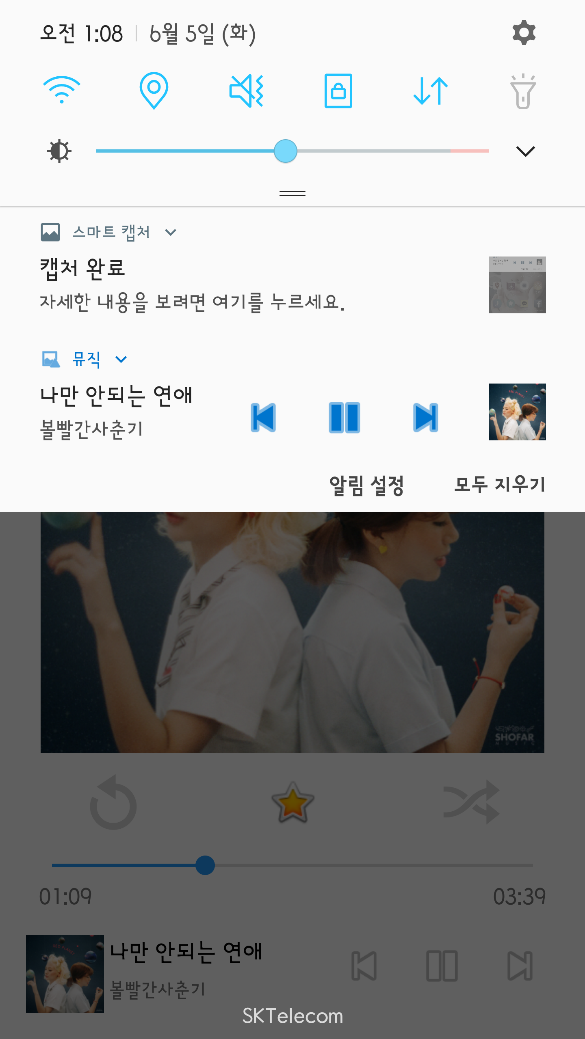 오전 1:08 6월 5일 (화)
스마트 캡처
캡처 완료
자세한 내용을 보려면 여기를 누르세요.
뮤직
나만 안되는 연애
볼빨간사춘기
알림 설정 모두 지우기
SHOFAR
01:09 03:39
나만 안되는 연애
볼빨간사춘기
SKTelecom